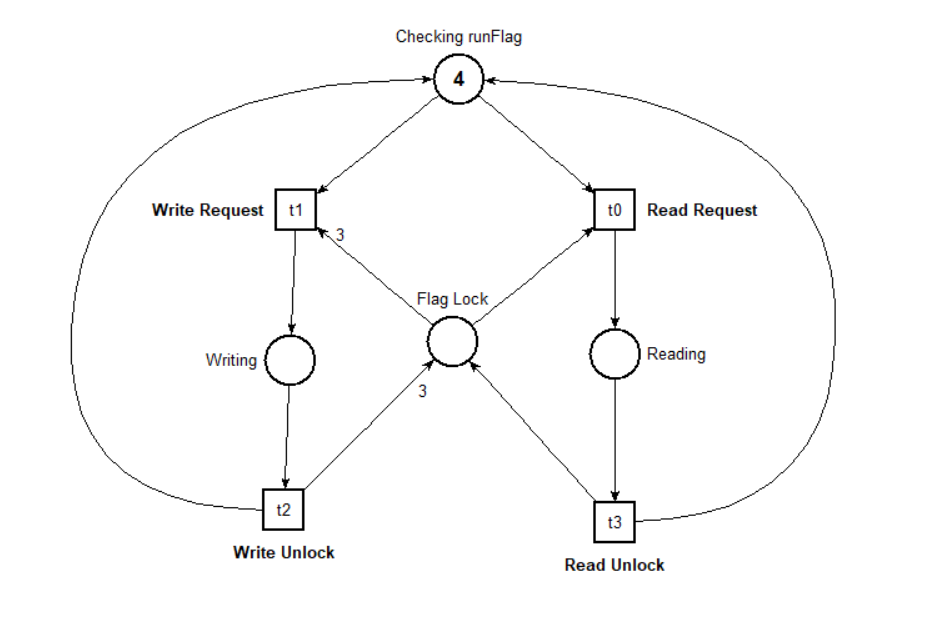 Checking runFlag
4
Write Request
t1
t0
Read Request
3
Flag Lock
Writing
Reading
3
t2
t3
Write Unlock
Read Unlock